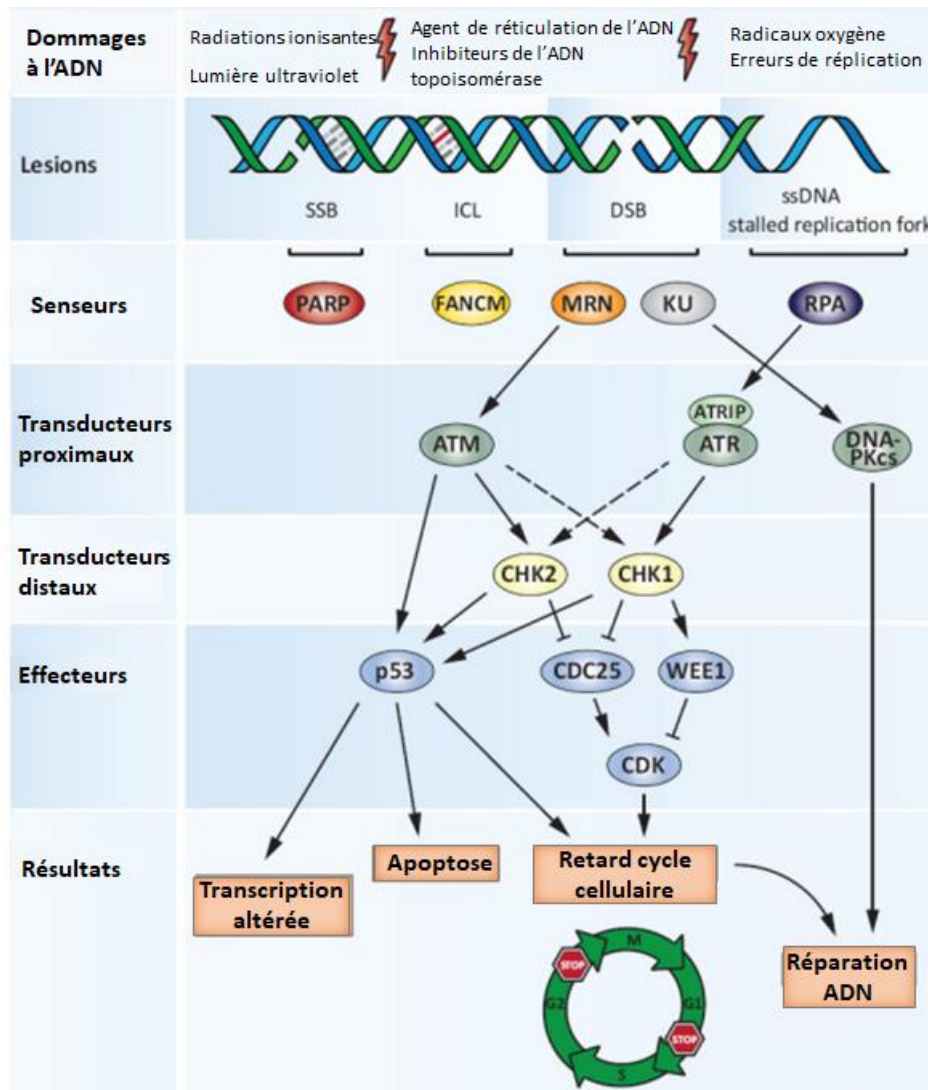 Dommages
à l’ADN
Radiations ionisantes
Lumière ultraviolet
Agent de réticulation de l’ADN
Inhibiteurs de l’ADN
topoisomérase
Radicaux oxygène
Erreurs de réplication
Lesions
SSB
ICL
DSB
ssDNA
stalled replication fork
Senseurs
PARP
FANCM
MRN
KU
RPA
Transducteurs
proximaux
ATM
ATRIP
ATR
DNA-
PKcs
Transducteurs
distaux
CHK2
CHK1
Effecteurs
p53
CDC25
WEE1
CDK
Résultats
Transcription
altérée
Apoptose
Retard cycle
cellulaire
Réparation
ADN
M
STOP
G2
G1
STOP
S